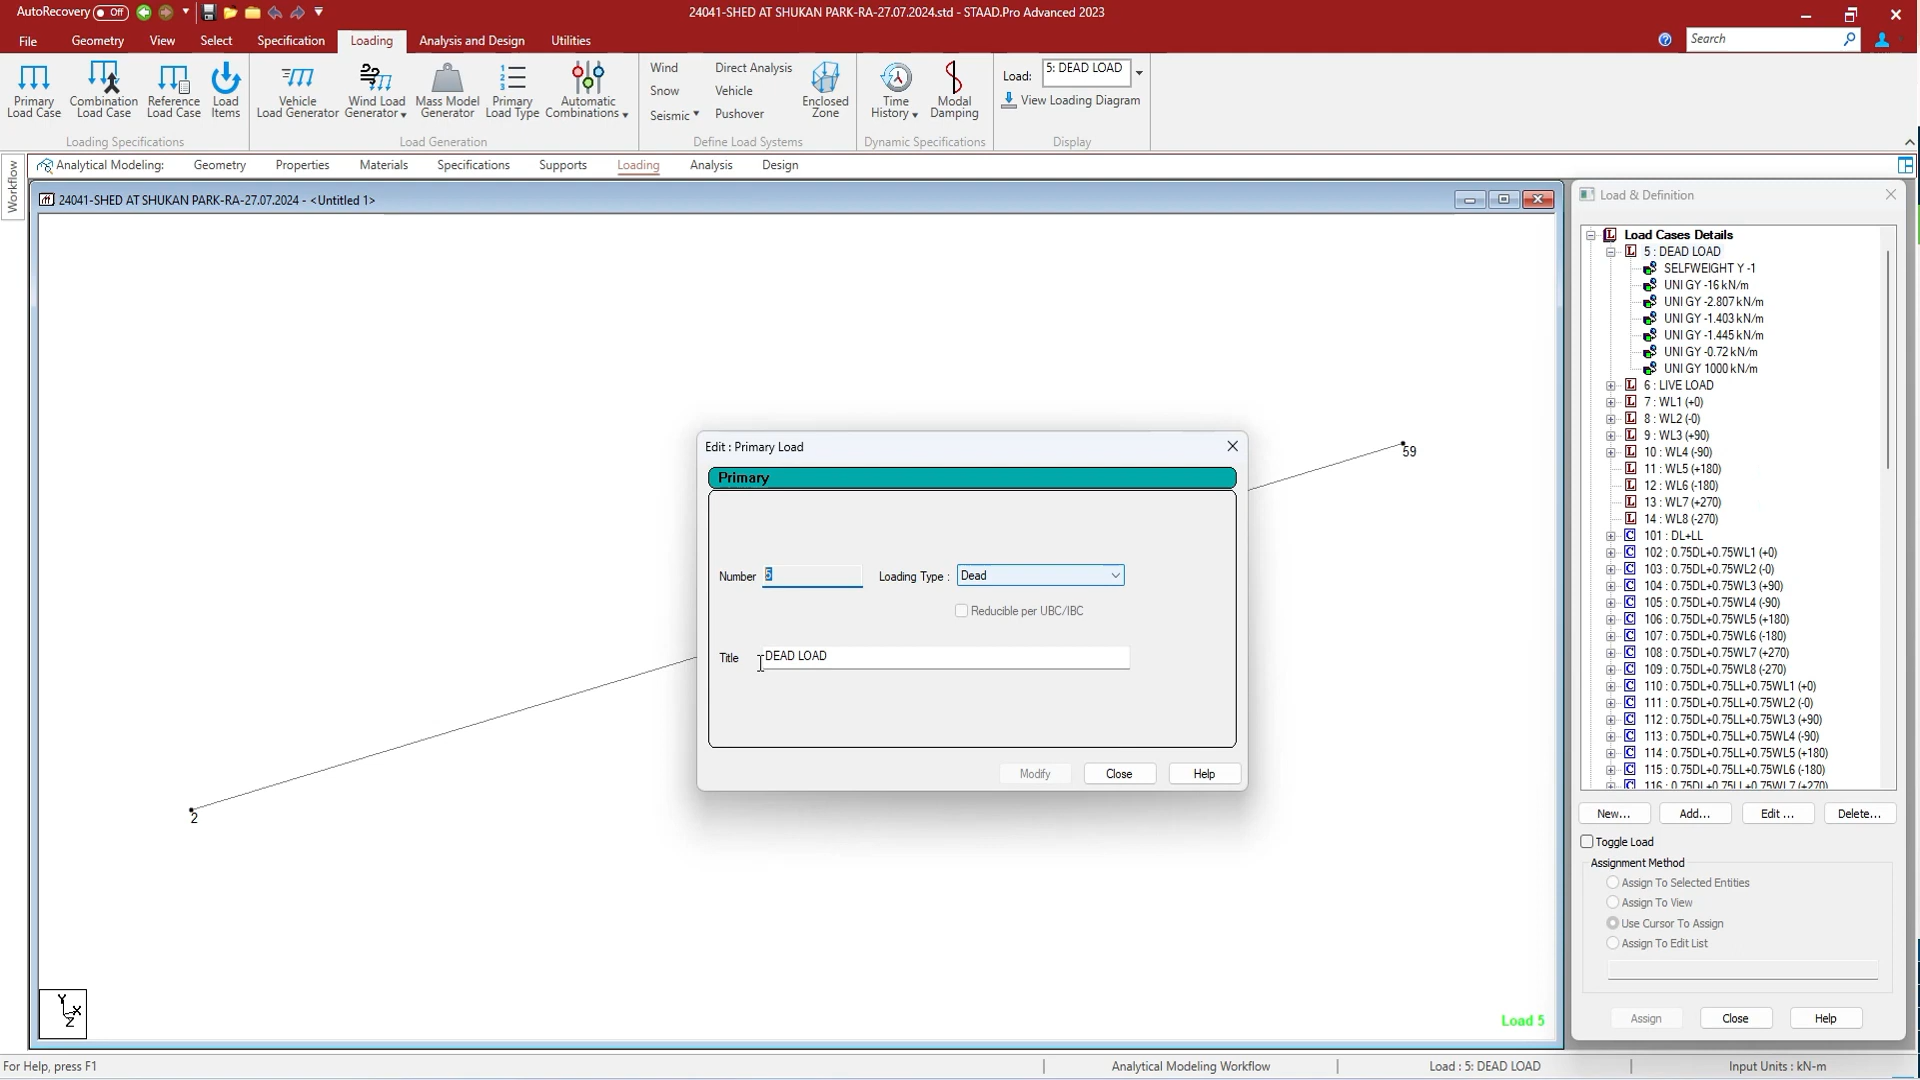 AutoRecovery Off
24041-SHED AT SHUKAN PARK-RA-27.07.2024.std - STAAD.Pro Advanced 2023
File Geometry View Select Specification Loading Analysis and Design Utilities
Search
Primary Load Case
Combination Load Case
Reference Load Case
Load Items
Loading Specifications
Vehicle Load Generator
Wind Load Generator
Mass Model Generator
Primary Load Type
Automatic Combinations
Load Generation
Wind
Snow
Seismic
Direct Analysis
Vehicle
Pushover
Enclosed Zone
Define Load Systems
Time History
Modal Damping
Dynamic Specifications
Load: 5: DEAD LOAD
View Loading Diagram
Display
Workflow
Analytical Modeling: Geometry Properties Materials Specifications Supports Loading Analysis Design
24041-SHED AT SHUKAN PARK-RA-27.07.2024 - <Untitled 1>
59
2
Y
X
Z
Load 5
Edit : Primary Load
Primary
Number 5 Loading Type : Dead
Reducible per UBC/IBC
Title DEAD LOAD
Modify Close Help
Load & Definition
Load Cases Details
5 : DEAD LOAD
SELFWEIGHT Y -1
UNI GY -16 kN/m
UNI GY -2.807 kN/m
UNI GY -1.403 kN/m
UNI GY -1.445 kN/m
UNI GY -0.72 kN/m
UNI GY 1000 kN/m
6 : LIVE LOAD
7 : WL1 (+0)
8 : WL2 (-0)
9 : WL3 (+90)
10 : WL4 (-90)
11 : WL5 (+180)
12 : WL6 (-180)
13 : WL7 (+270)
14 : WL8 (-270)
101 : DL+LL
102 : 0.75DL+0.75WL1 (+0)
103 : 0.75DL+0.75WL2 (-0)
104 : 0.75DL+0.75WL3 (+90)
105 : 0.75DL+0.75WL4 (-90)
106 : 0.75DL+0.75WL5 (+180)
107 : 0.75DL+0.75WL6 (-180)
108 : 0.75DL+0.75WL7 (+270)
109 : 0.75DL+0.75WL8 (-270)
110 : 0.75DL+0.75LL+0.75WL1 (+0)
111 : 0.75DL+0.75LL+0.75WL2 (-0)
112 : 0.75DL+0.75LL+0.75WL3 (+90)
113 : 0.75DL+0.75LL+0.75WL4 (-90)
114 : 0.75DL+0.75LL+0.75WL5 (+180)
115 : 0.75DL+0.75LL+0.75WL6 (-180)
116 : 0.75DL+0.75LL+0.75WL7 (+270)
New... Add... Edit ... Delete...
Toggle Load
Assignment Method
Assign To Selected Entities
Assign To View
Use Cursor To Assign
Assign To Edit List
Assign Close Help
For Help, press F1
Analytical Modeling Workflow
Load : 5: DEAD LOAD
Input Units : kN-m